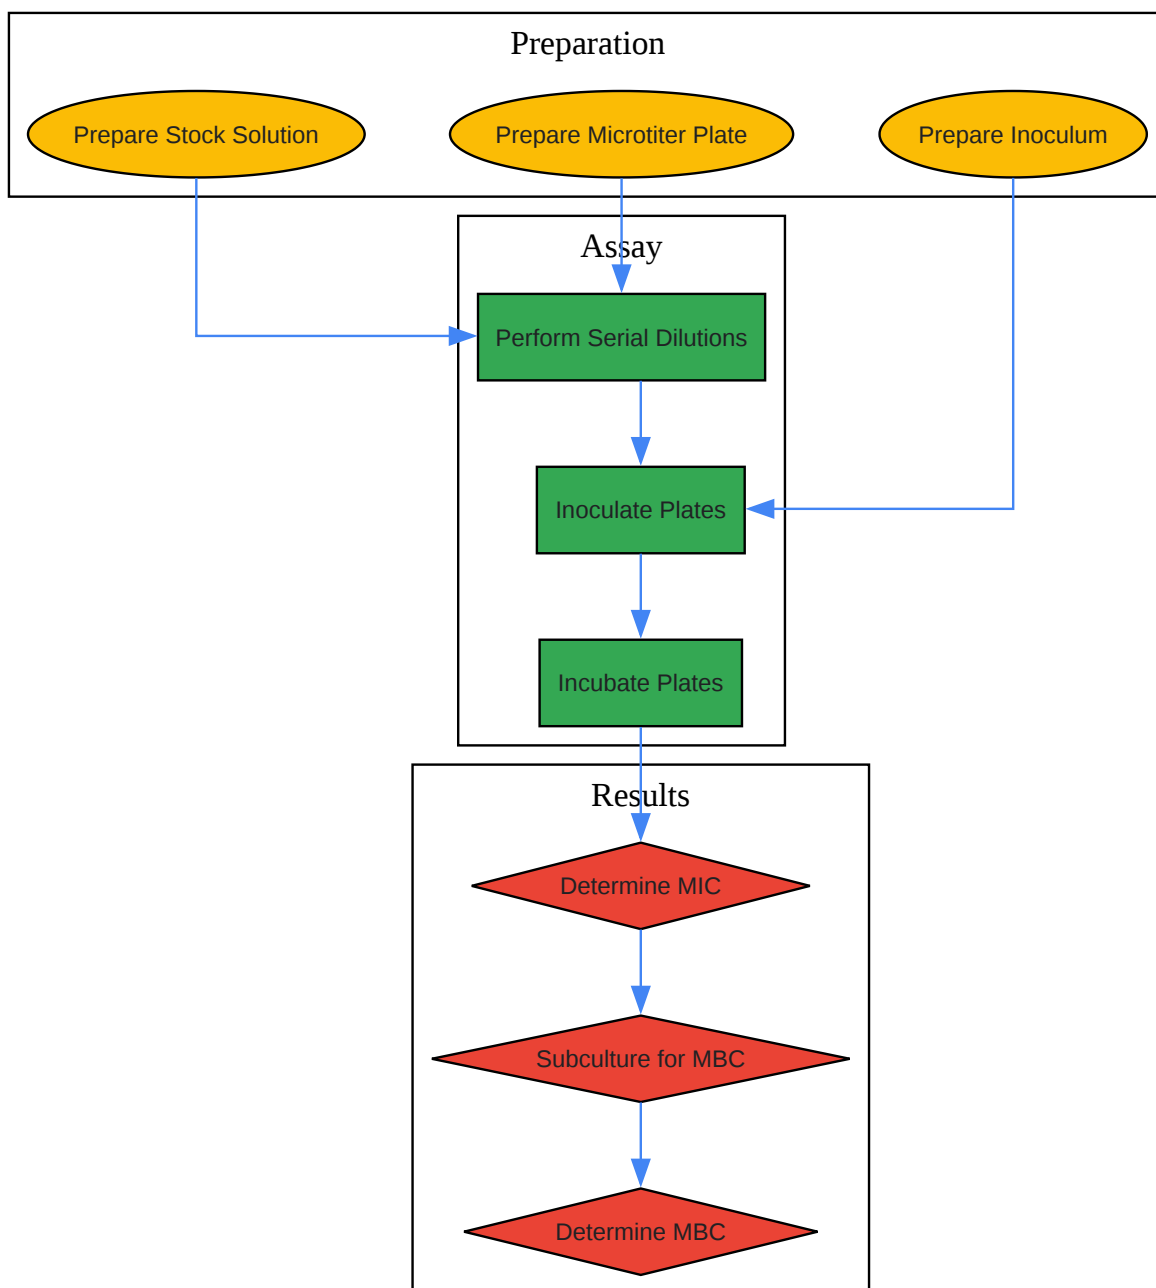 Preparation
Prepare Stock Solution
Prepare Microtiter Plate
Prepare Inoculum
Assay
Perform Serial Dilutions
Inoculate Plates
Incubate Plates
Results
Determine MIC
Subculture for MBC
Determine MBC